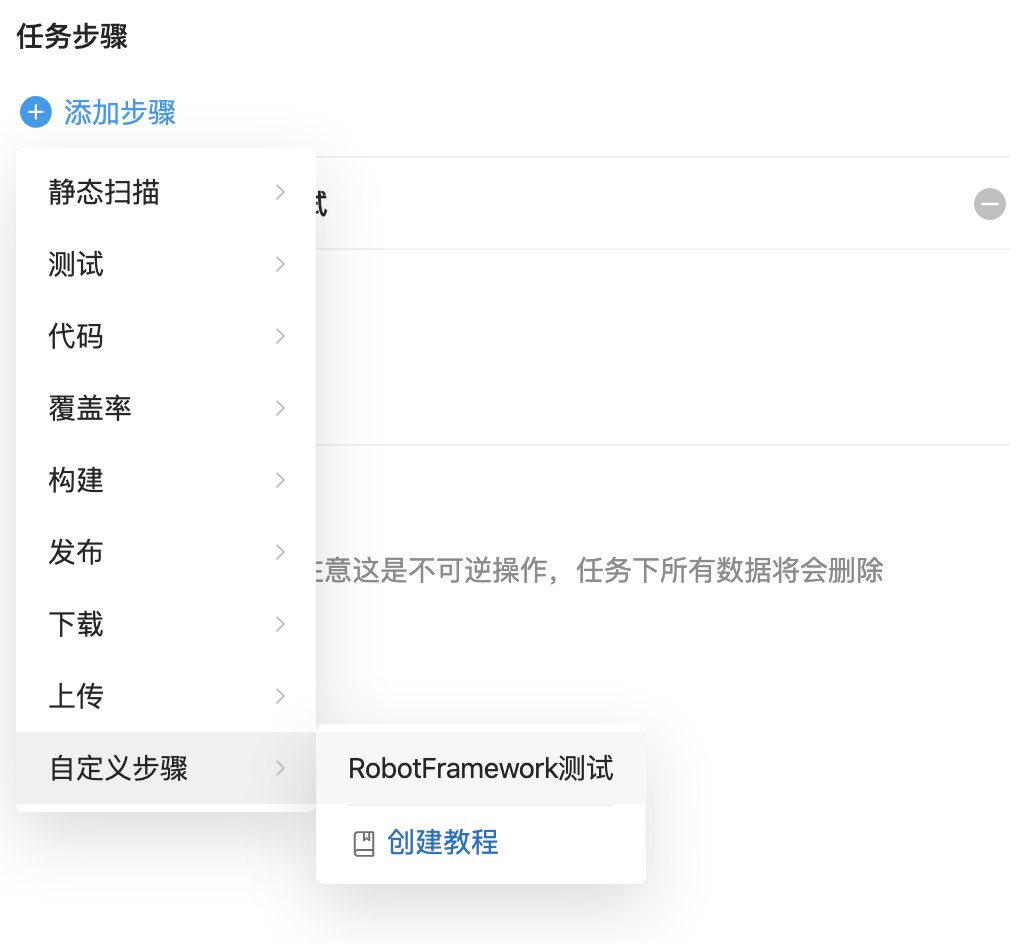 任务步骤
添加步骤
静态扫描
测试
代码
覆盖率
构建
发布
意这是不可逆操作，任务下所有数据将会删除
下载
上传
自定义步骤
RobotFramework测试
创建教程